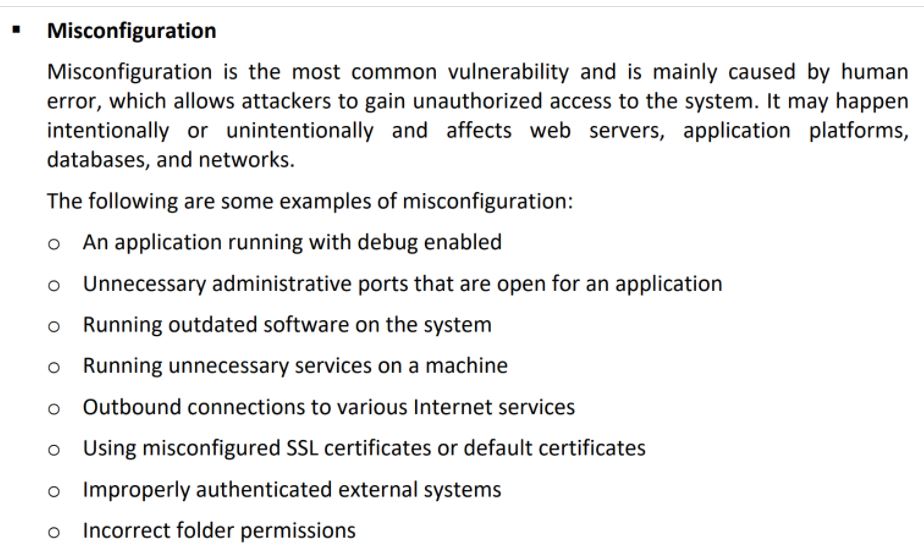 ▪ Misconfiguration
Misconfiguration is the most common vulnerability and is mainly caused by human
error, which allows attackers to gain unauthorized access to the system. It may happen
intentionally or unintentionally and affects web servers, application platforms,
databases, and networks.
The following are some examples of misconfiguration:
o An application running with debug enabled
o Unnecessary administrative ports that are open for an application
o Running outdated software on the system
o Running unnecessary services on a machine
o Outbound connections to various Internet services
o Using misconfigured SSL certificates or default certificates
o Improperly authenticated external systems
o Incorrect folder permissions